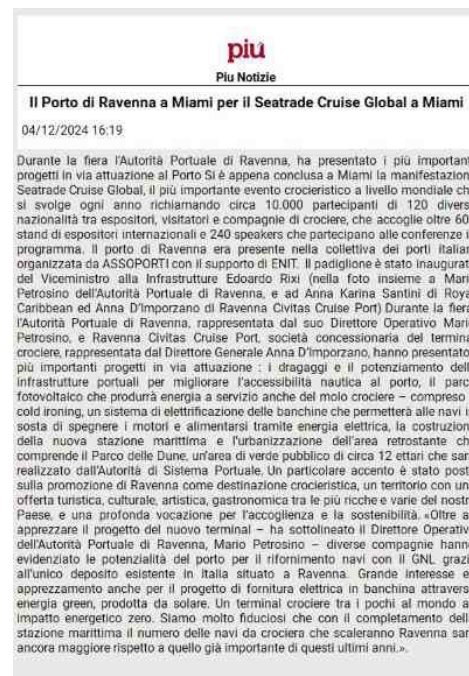 più
Piu Notizie
Il Porto di Ravenna a Miami per il Seatrade Cruise Global a Miami
04/12/2024 16:19
Durante la fiera l'Autorità Portuale di Ravenna, ha presentato i più important
progetti in via attuazione al Porto Si è appena conclusa a Miami la manifestazion
Seatrade Cruise Global, il più importante evento crocieristico a livello mondiale ch
si svolge ogni anno richiamando circa 10.000 partecipanti di 120 divers
nazionalità tra espositori, visitatori e compagnie di crociere, che accoglie oltre 60
stand di espositori internazionali e 240 speakers che partecipano alle conferenze i
programma. Il porto di Ravenna era presente nella collettiva dei porti italian
organizzata da ASSOPORTI con il supporto di ENIT. Il padiglione è stato inaugurat
del Viceministro alla Infrastrutture Edoardo Rixi (nella foto insieme a Mari
Petrosino dell'Autorità Portuale di Ravenna, e ad Anna Karina Santini di Roya
Caribbean ed Anna D'Imporzano di Ravenna Civitas Cruise Port) Durante la fiera
l'Autorità Portuale di Ravenna, rappresentata dal suo Direttore Operativo Mari
Petrosino, e Ravenna Civitas Cruise Port, società concessionaria del termina
crociere, rappresentata dal Direttore Generale Anna D'Imporzano, hanno presentato
più importanti progetti in via attuazione : i dragaggi e il potenziamento dell
infrastrutture portuali per migliorare l'accessibilità nautica al porto, il parc
fotovoltaico che produrrà energia a servizio anche del molo crociere – compreso
cold ironing, un sistema di elettrificazione delle banchine che permetterà alle navi i
sosta di spegnere i motori e alimentarsi tramite energia elettrica, la costruzion
della nuova stazione marittima e l'urbanizzazione dell'area retrostante ch
comprende il Parco delle Dune, un'area di verde pubblico di circa 12 ettari che sar
realizzato dall'Autorità di Sistema Portuale. Un particolare accento è stato post
sulla promozione di Ravenna come destinazione crocieristica, un territorio con un
offerta turistica, culturale, artistica, gastronomica tra le più ricche e varie del nostr
Paese, e una profonda vocazione per l'accoglienza e la sostenibilità. «Oltre a
apprezzare il progetto del nuovo terminal – ha sottolineato il Direttore Operativ
dell'Autorità Portuale di Ravenna, Mario Petrosino – diverse compagnie hann
evidenziato le potenzialità del porto per il rifornimento navi con il GNL grazi
all'unico deposito esistente in Italia situato a Ravenna. Grande interesse e
apprezzamento anche per il progetto di fornitura elettrica in banchina attravers
energia green, prodotta da solare. Un terminal crociere tra i pochi al mondo a
impatto energetico zero. Siamo molto fiduciosi che con il completamento dell
stazione marittima il numero delle navi da crociera che scaleranno Ravenna sar
ancora maggiore rispetto a quello già importante di questi ultimi anni.».